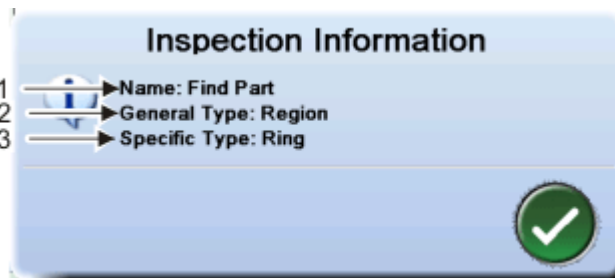 Inspection Information
1 Name: Find Part
2 General Type: Region
3 Specific Type: Ring